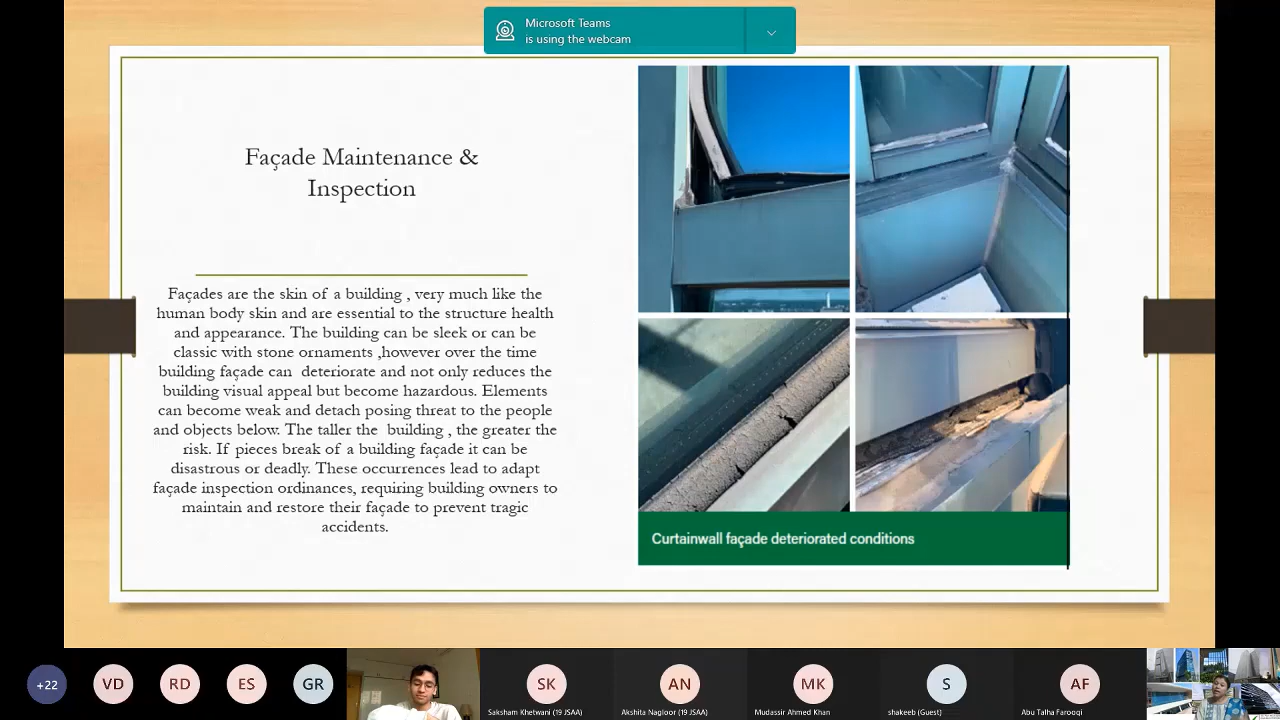 Microsoft Teams
is using the webcam
Façade Maintenance &
Inspection
Façades are the skin of a building , very much like the
human body skin and are essential to the structure health
and appearance. The building can be sleek or can be
classic with stone ornaments ,however over the time
building façade can deteriorate and not only reduces the
building visual appeal but become hazardous. Elements
can become weak and detach posing threat to the people
and objects below. The taller the building , the greater the
risk. If pieces break of a building façade it can be
disastrous or deadly. These occurrences lead to adapt
façade inspection ordinances, requiring building owners to
maintain and restore their façade to prevent tragic
accidents.
Curtainwall façade deteriorated conditions
+22
VD
RD
ES
GR
SK
AN
MK
S
AF
Saksham Khetwani (19 JSAA)
Akshita Nagloor (19 JSAA)
Mudassir Ahmed Khan
shakeeb (Guest)
Abu Talha Farooqi